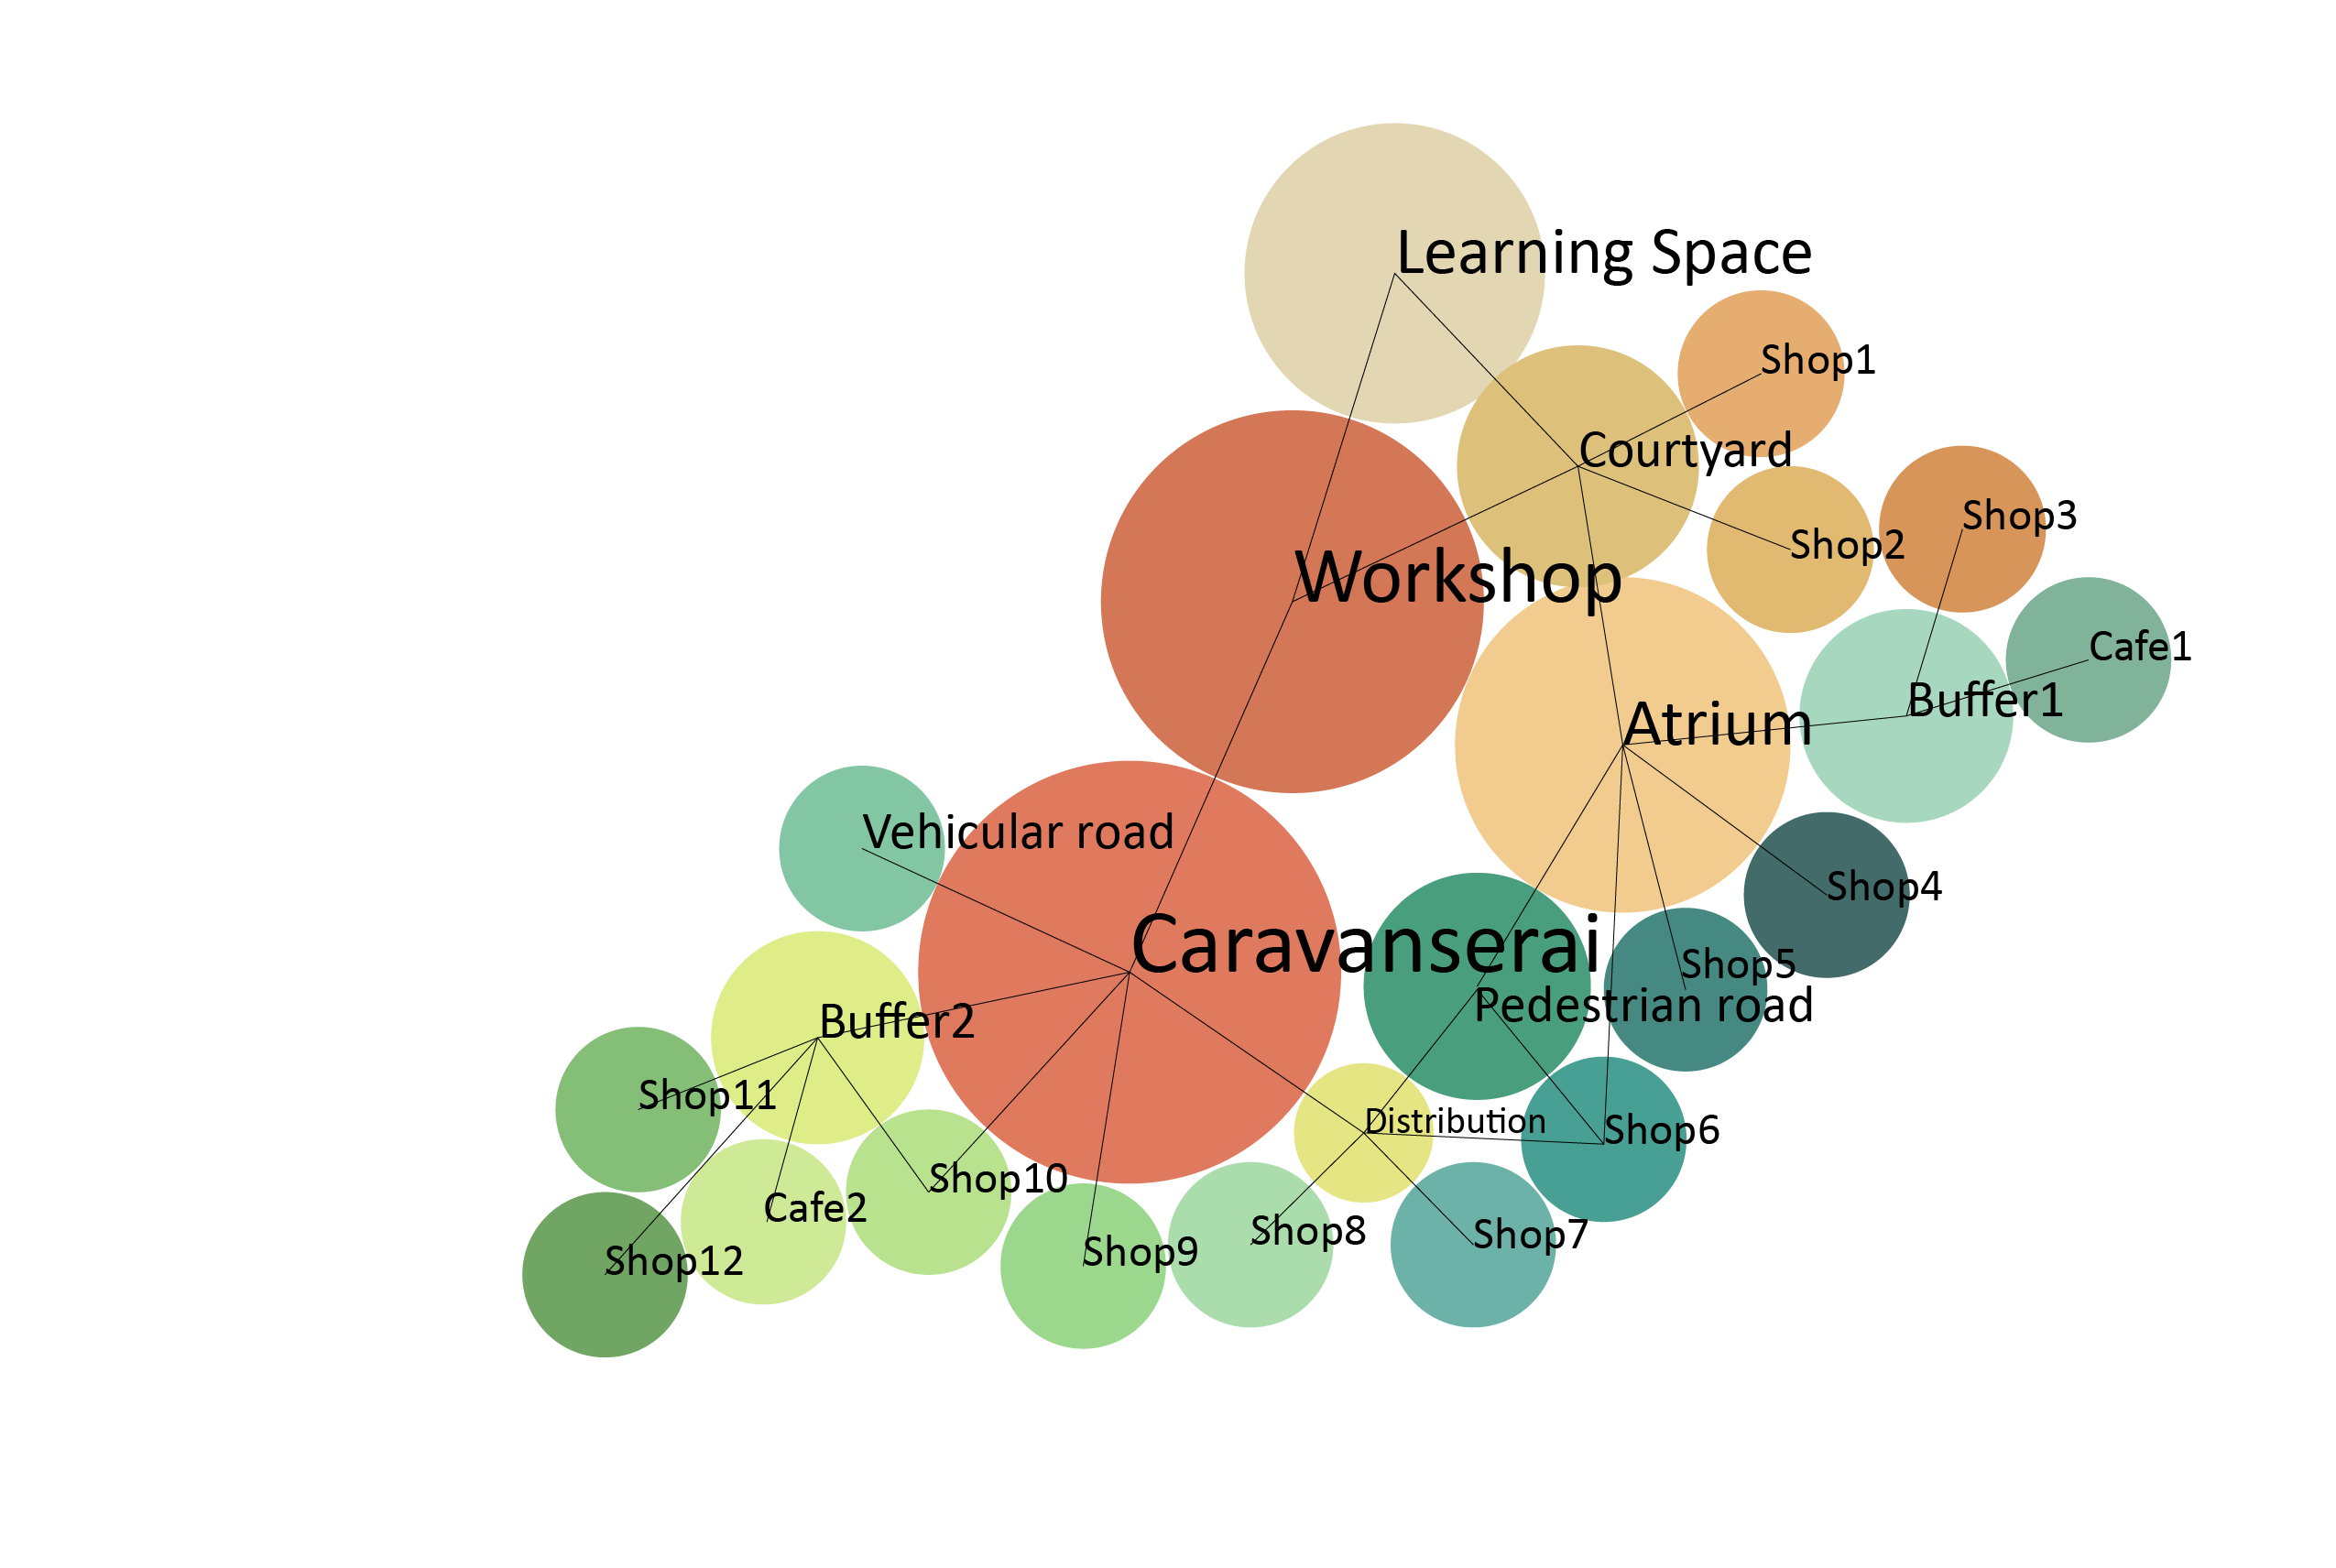 Learning Space
Shop1
Courtyard
Shop3
Shop2
Workshop
Cafe1
Buffer1
Atrium
Vehicular road
Shop4
Caravanserai
Shop5
Pedestrian road
Buffer2
Shop11
Distribution
Shop6
Shop10
Cafe2
Shop8
Shop7
Shop9
Shop12